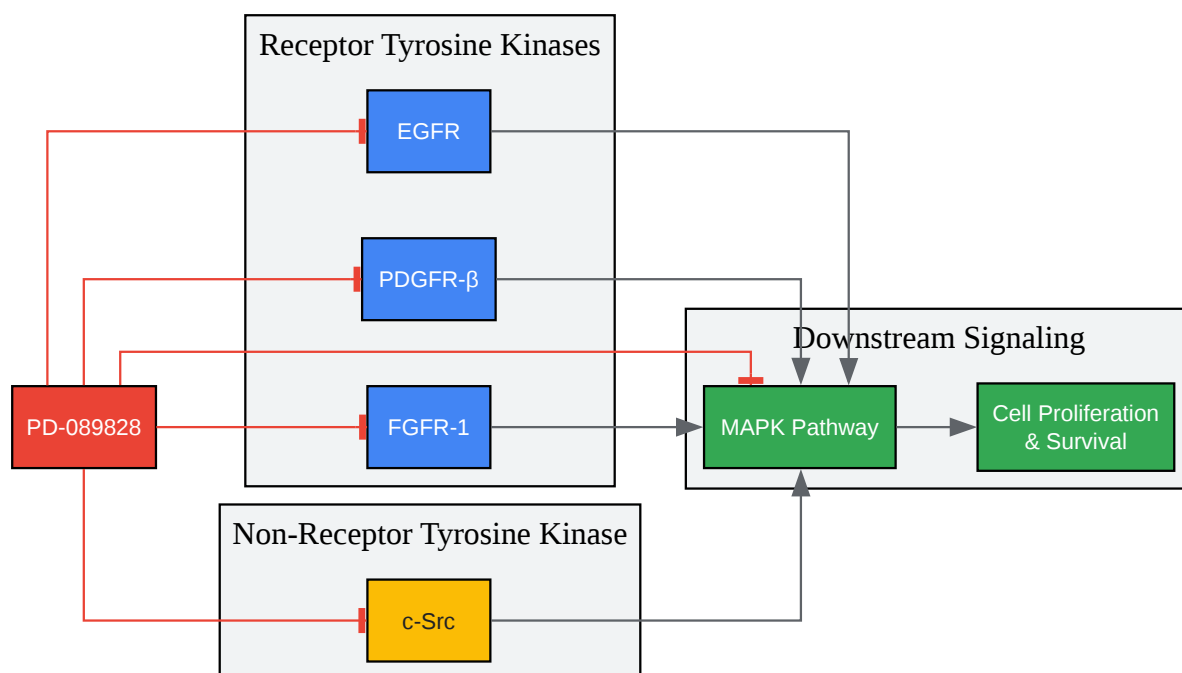 Receptor Tyrosine Kinases
EGFR
PDGFR-β
Downstream Signaling
PD-089828
FGFR-1
MAPK Pathway
Cell Proliferation
& Survival
Non-Receptor Tyrosine Kinase
c-Src